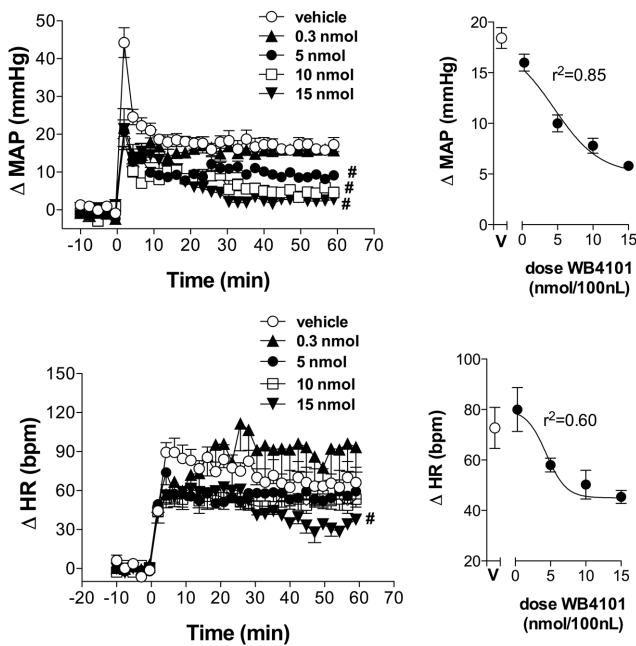 vehicle
0.3 nmol
5 nmol
10 nmol
15 nmol
Δ MAP (mmHg)
60
50
40
30
20
10
0
#
#
#
-10 0 10 20 30 40 50 60 70
Time (min)
Δ MAP (mmHg)
20
15
10
5
0
r²=0.85
V 0 5 10 15
dose WB4101
(nmol/100nL)
vehicle
0.3 nmol
5 nmol
10 nmol
15 nmol
Δ HR (bpm)
150
120
90
60
30
0
#
-20 -10 0 10 20 30 40 50 60 70
Time (min)
Δ HR (bpm)
100
80
60
40
20
r²=0.60
V 0 5 10 15
dose WB4101
(nmol/100nL)